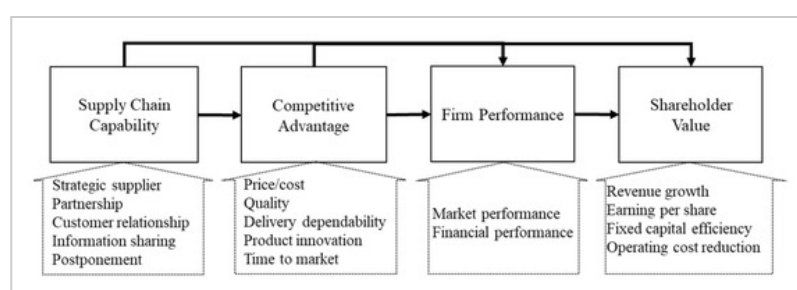 Supply Chain
Capability
Competitive
Advantage
Firm Performance
Shareholder
Value
Strategic supplier
Partnership
Customer relationship
Information sharing
Postponement
Price/cost
Quality
Delivery dependability
Product innovation
Time to market
Market performance
Financial performance
Revenue growth
Earning per share
Fixed capital efficiency
Operating cost reduction